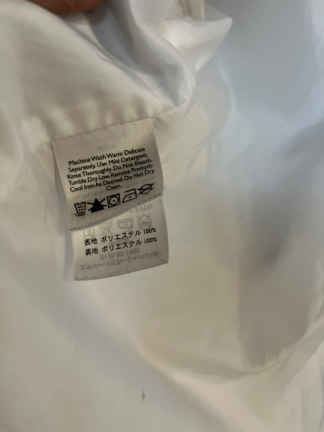 Machine Wash Warm Delicate
Separately. Use Mild Detergent.
Rinse Thoroughly. Do Not Bleach.
Tumble Dry Low. Remove Promptly.
Cool Iron As Desired. Do Not Dry
Clean.
表地 ポリエステル 100%
裏地 ポリエステル 100%